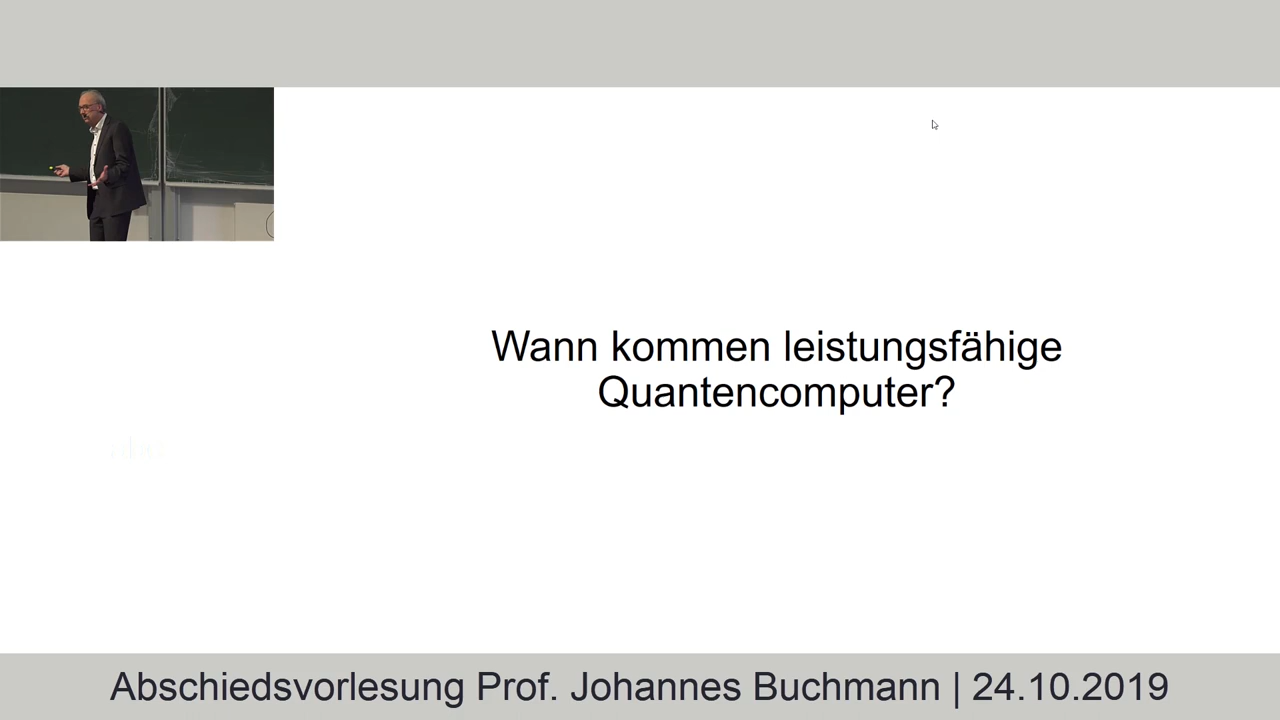 Wann kommen leistungsfähige
Quantencomputer?
Abschiedsvorlesung Prof. Johannes Buchmann | 24.10.2019